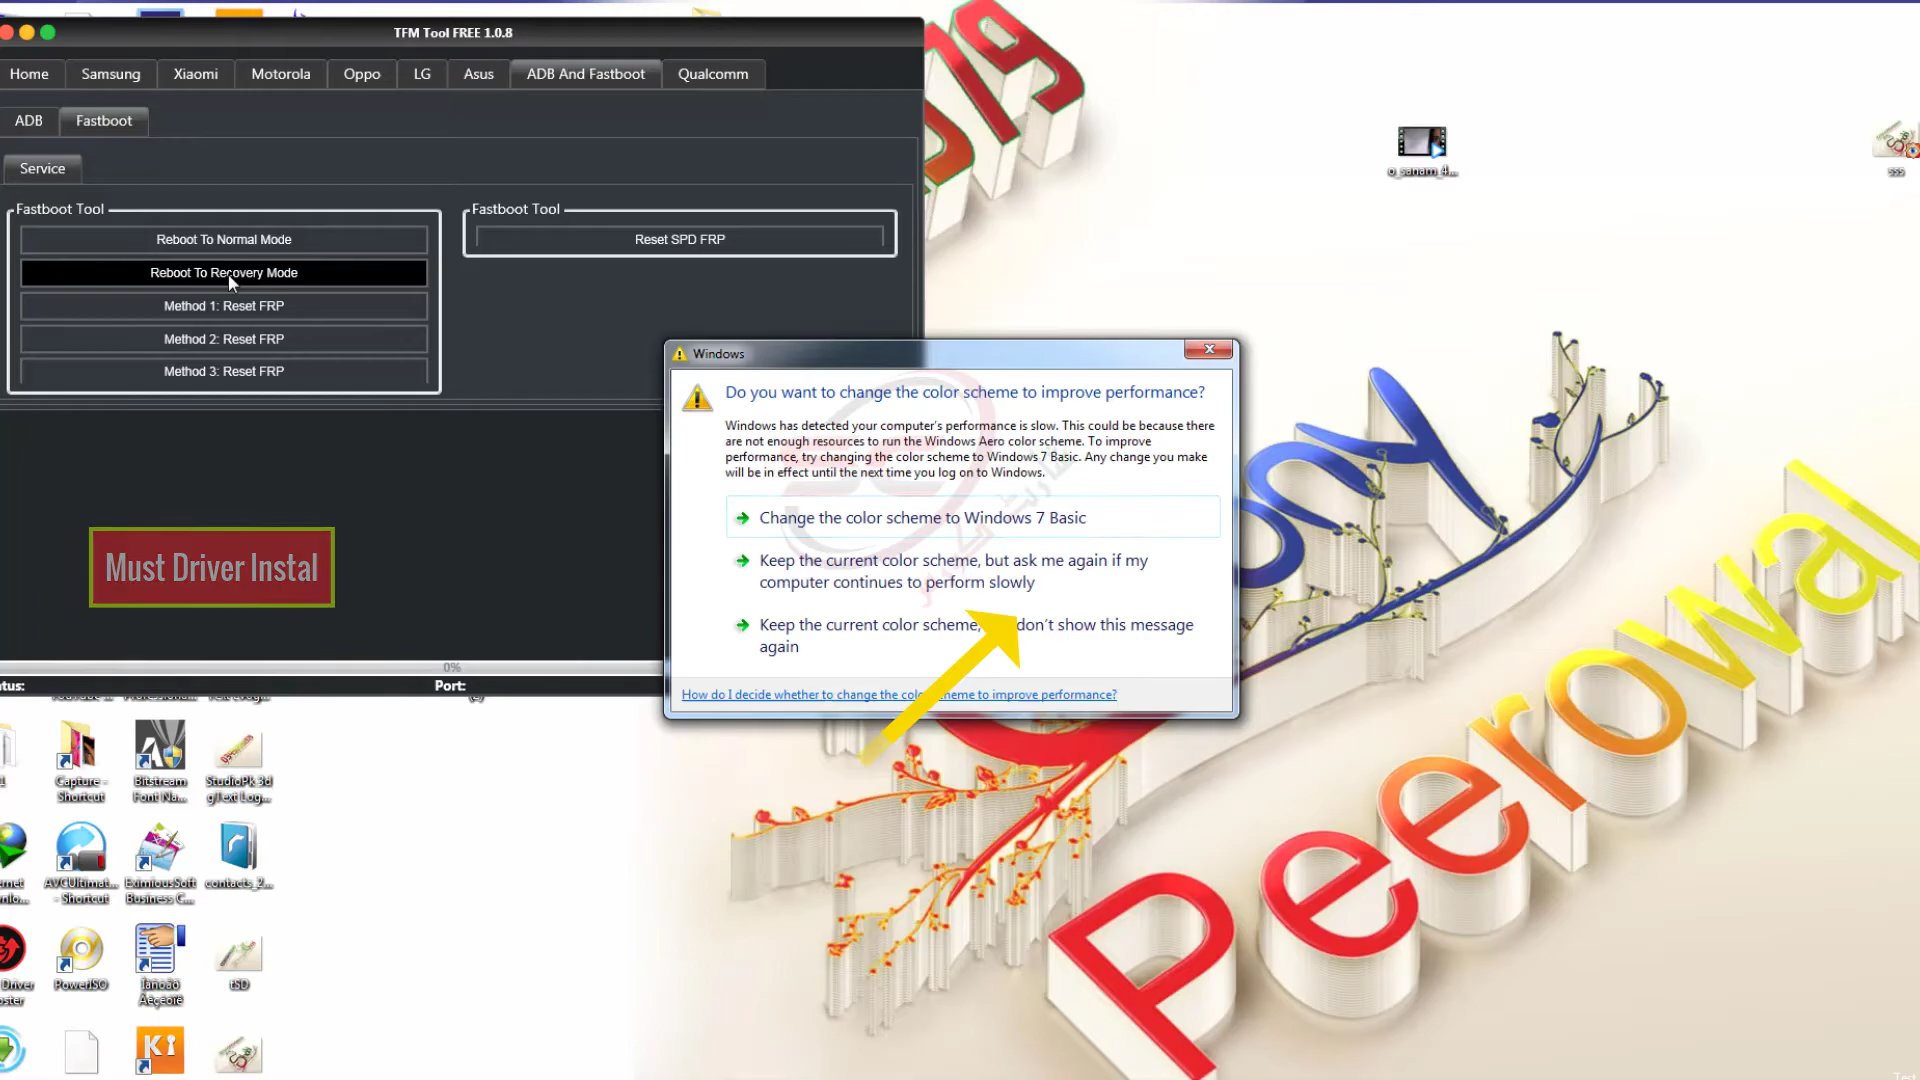 TFM Tool FREE 1.0.8
Home
Samsung
Xiaomi
Motorola
Oppo
LG
Asus
ADB And Fastboot
Qualcomm
ADB
Fastboot
Service
Fastboot Tool
Reboot To Normal Mode
Reboot To Recovery Mode
Method 1: Reset FRP
Method 2: Reset FRP
Method 3: Reset FRP
Fastboot Tool
Reset SPD FRP
Must Driver Instal
0%
tus:
Port:
Windows
Do you want to change the color scheme to improve performance?
Windows has detected your computer's performance is slow. This could be because there
are not enough resources to run the Windows Aero color scheme. To improve
performance, try changing the color scheme to Windows 7 Basic. Any change you make
will be in effect until the next time you log on to Windows.
Change the color scheme to Windows 7 Basic
Keep the current color scheme, but ask me again if my
computer continues to perform slowly
Keep the current color scheme, don't show this message
again
How do I decide whether to change the color scheme to improve performance?
o_sanam_4...
sss
Capture -
Shortcut
Bitstream
Font Na...
StudioPk 3d
gText Log...
AVCUltimat...
- Shortcut
EximiousSoft
Business C...
contacts_2...
Driver
PowerISO
tSD
Peerowal